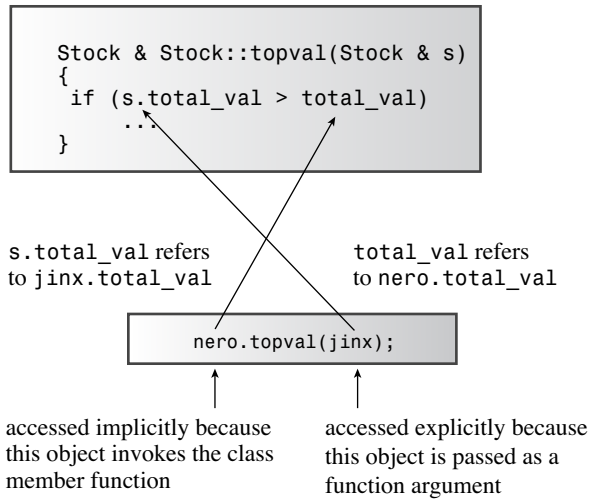 Stock & Stock::topval(Stock & s)
{
if (s.total_val > total_val)
...
}
s.total_val refers
to jinx.total_val
total_val refers
to nero.total_val
nero.topval(jinx);
accessed implicitly because
this object invokes the class
member function
accessed explicitly because
this object is passed as a
function argument